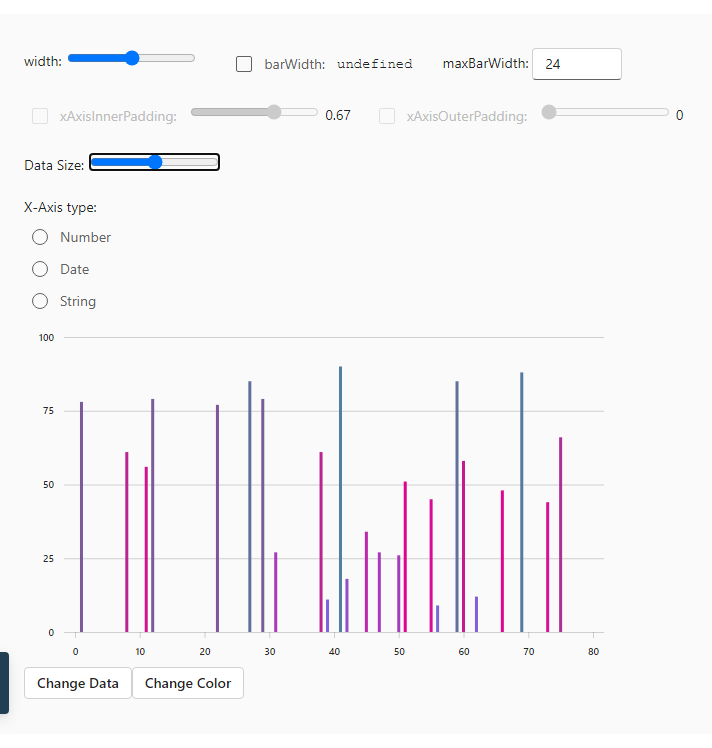 width: barWidth: undefined maxBarWidth: 24
xAxisInnerPadding: 0.67 xAxisOuterPadding: 0
Data Size:
X-Axis type:
Number
Date
String
100
75
50
25
0
0 10 20 30 40 50 60 70 80
Change Data Change Color